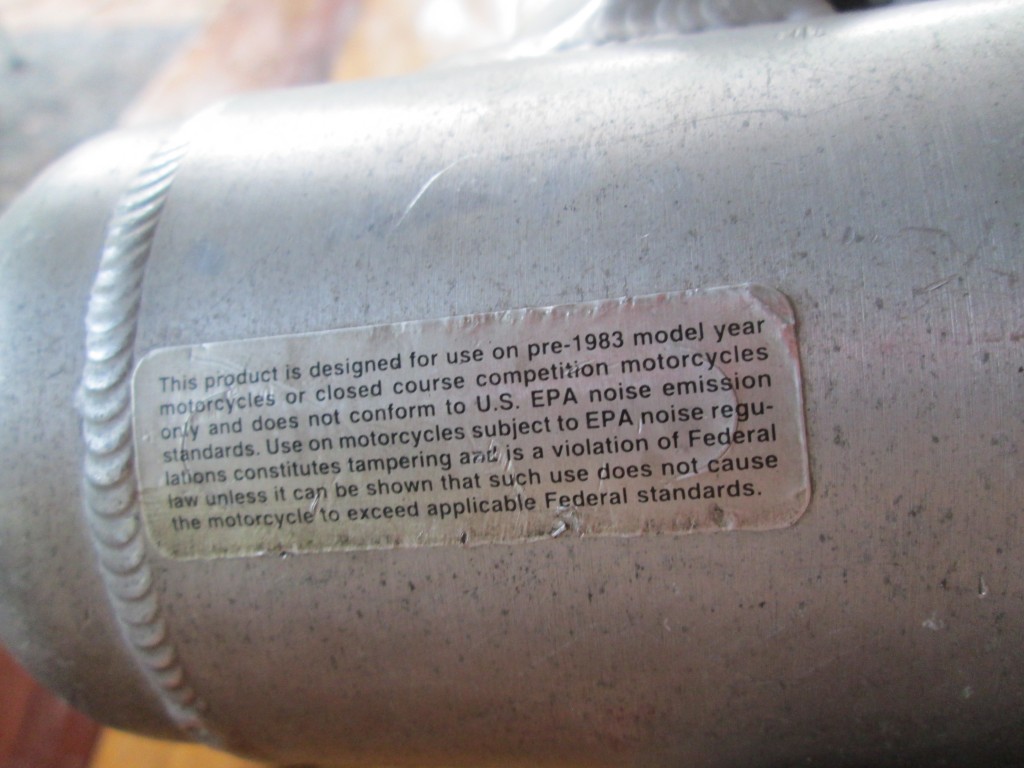 This product is designed for use on pre-1983 model year
motorcycles or closed course competition motorcycles
only and does not conform to U.S. EPA noise emission
standards. Use on motorcycles subject to EPA noise regu-
lations constitutes tampering and is a violation of Federal
law unless it can be shown that such use does not cause
the motorcycle to exceed applicable Federal standards.